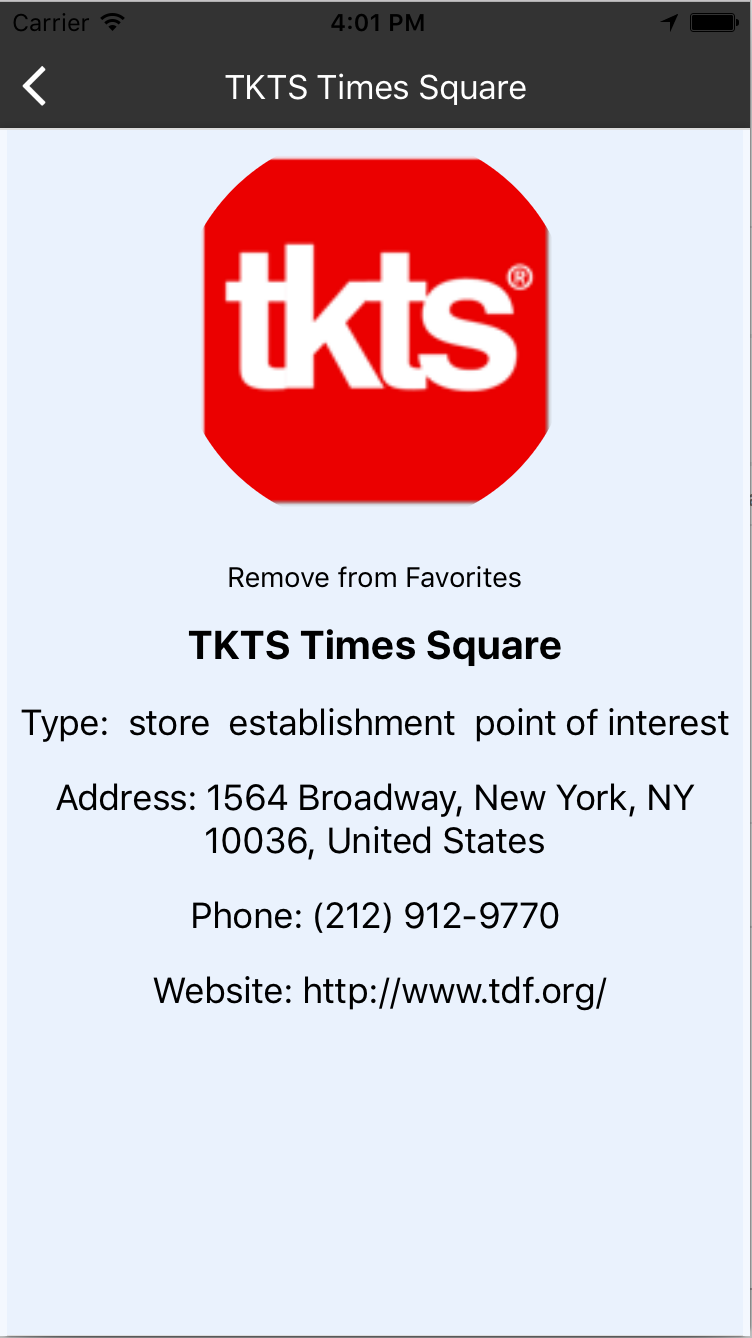 Carrier 4:01 PM
TKTS Times Square
tkts®
Remove from Favorites
TKTS Times Square
Type:  store  establishment  point of interest
Address: 1564 Broadway, New York, NY
10036, United States
Phone: (212) 912-9770
Website: http://www.tdf.org/